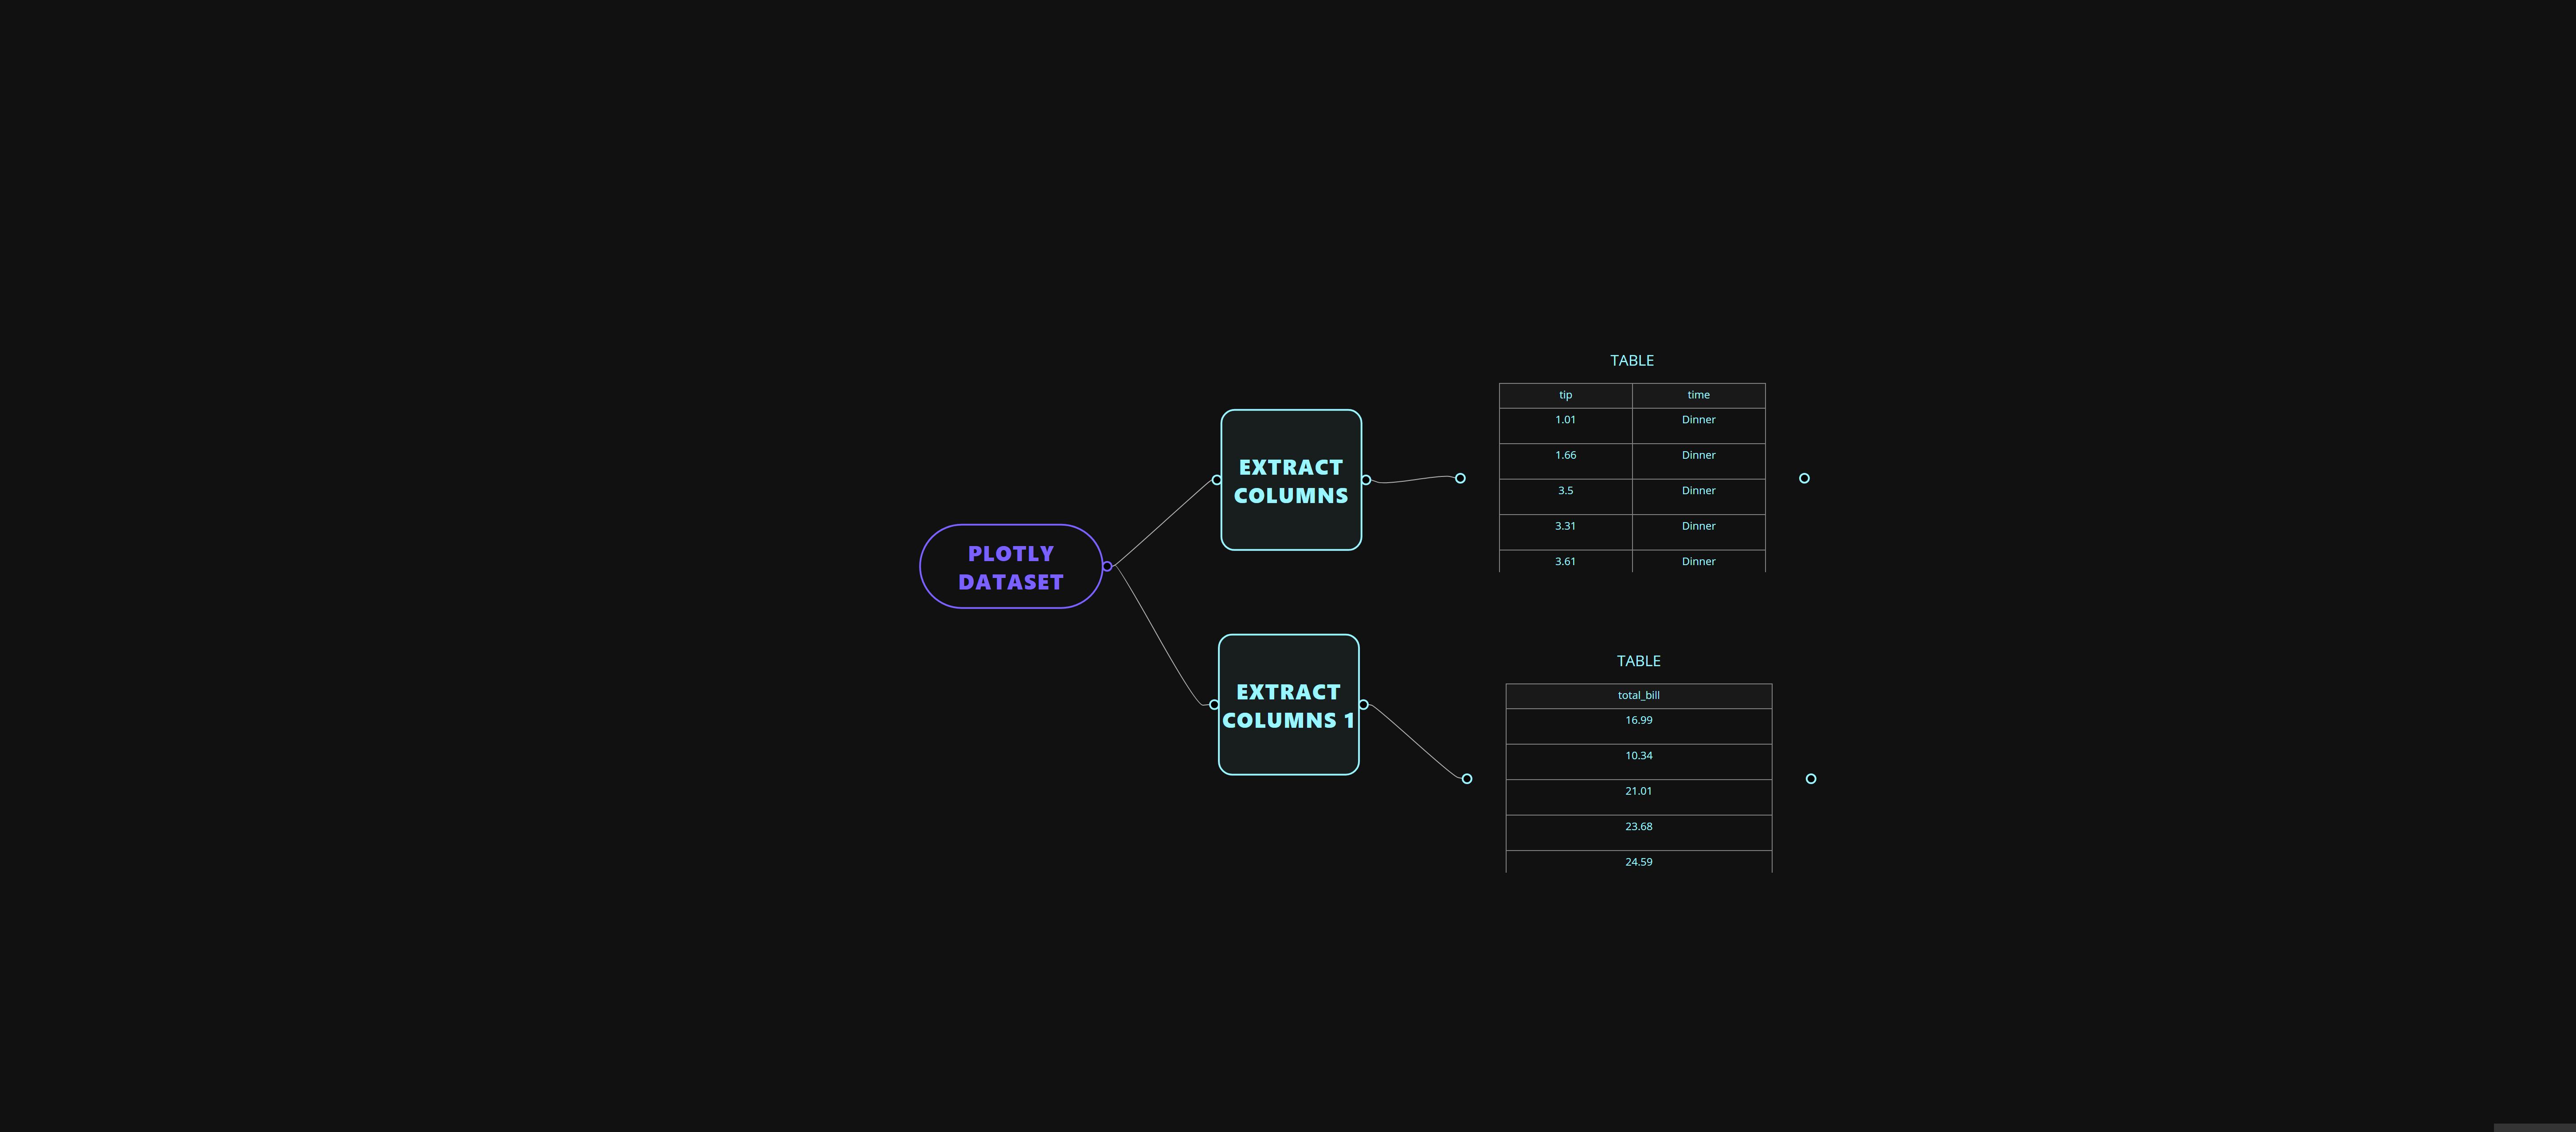 PLOTLY
DATASET
EXTRACT
COLUMNS
TABLE
tip time
1.01 Dinner
1.66 Dinner
3.5 Dinner
3.31 Dinner
3.61 Dinner
EXTRACT
COLUMNS 1
TABLE
total_bill
16.99
10.34
21.01
23.68
24.59